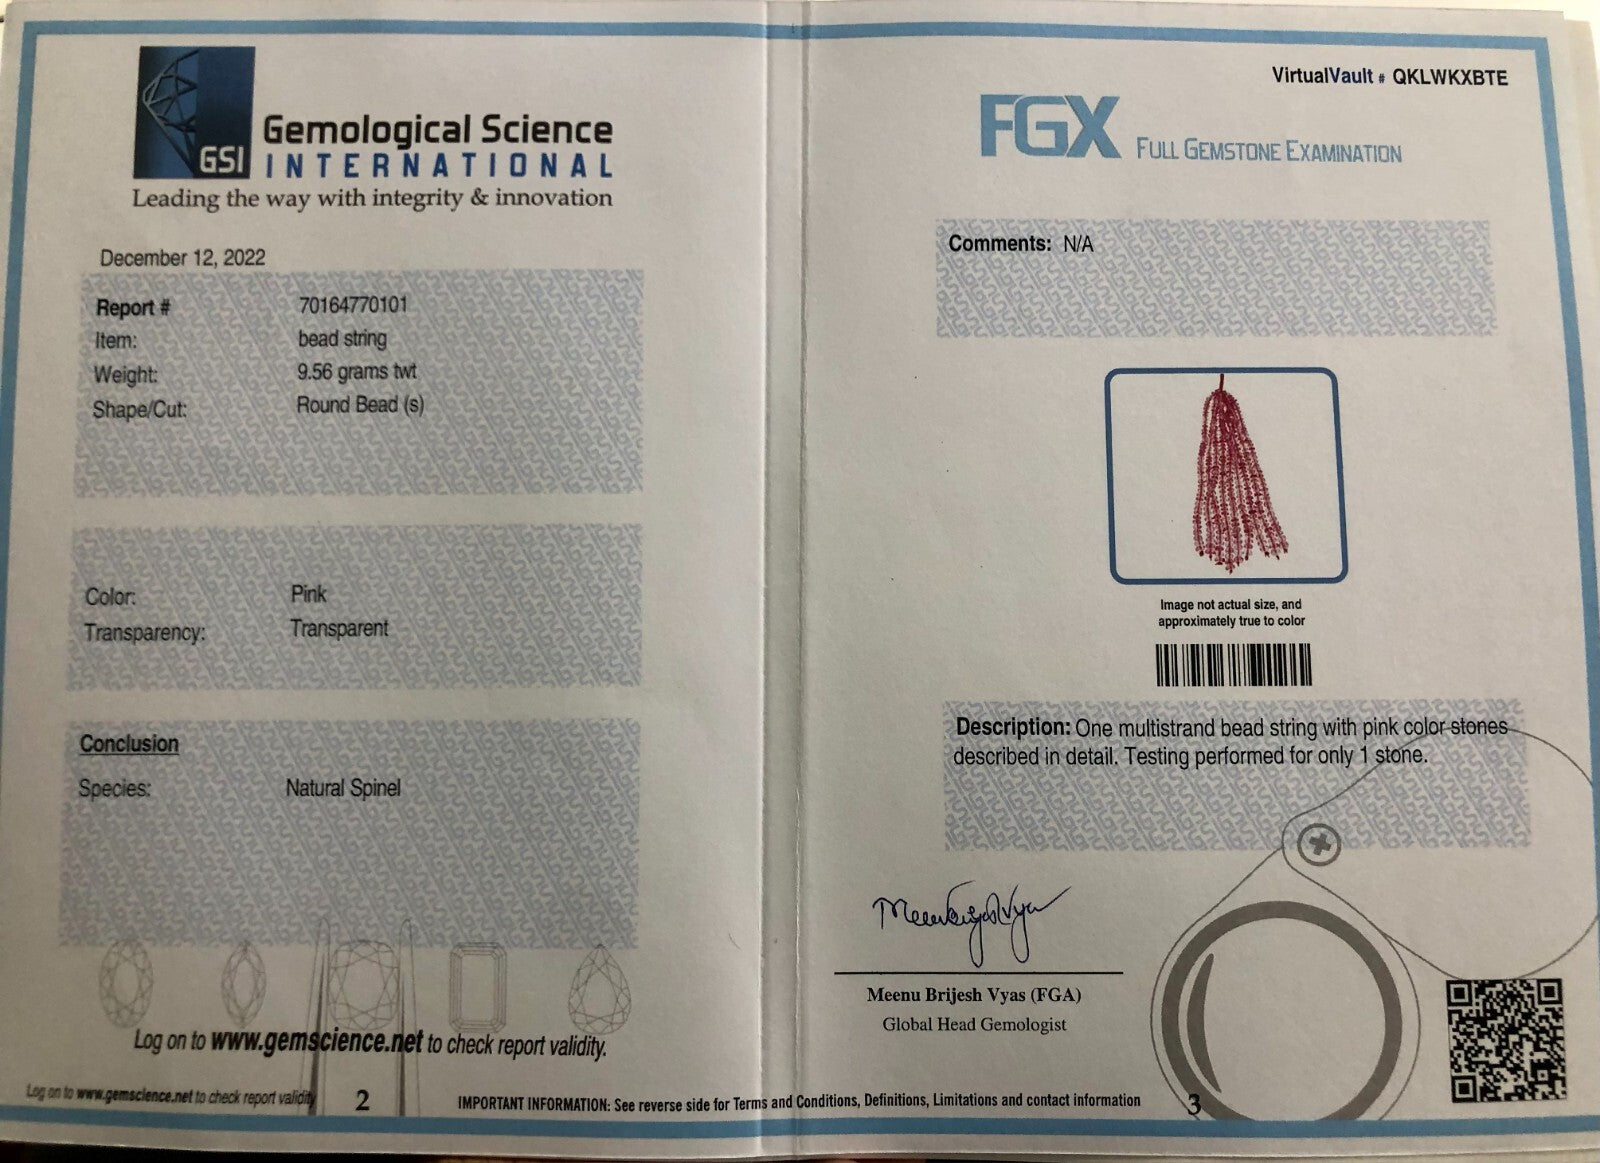 GSI
Gemological Science
INTERNATIONAL
Leading the way with integrity & innovation
December 12, 2022
Report # 70164770101
Item: bead string
Weight: 9.56 grams twt
Shape/Cut: Round Bead (s)
Color: Pink
Transparency: Transparent
Conclusion
Species: Natural Spinel
Log on to www.gemscience.net to check report validity.
Log on to www.gemscience.net to check report validity
2
VirtualVault # QKLWKXBTE
FGX FULL GEMSTONE EXAMINATION
Comments: N/A
Image not actual size, and
approximately true to color
Description: One multistrand bead string with pink color stones
described in detail. Testing performed for only 1 stone.
Meenu Brijesh Vyas
Meenu Brijesh Vyas (FGA)
Global Head Gemologist
IMPORTANT INFORMATION: See reverse side for Terms and Conditions, Definitions, Limitations and contact information
3